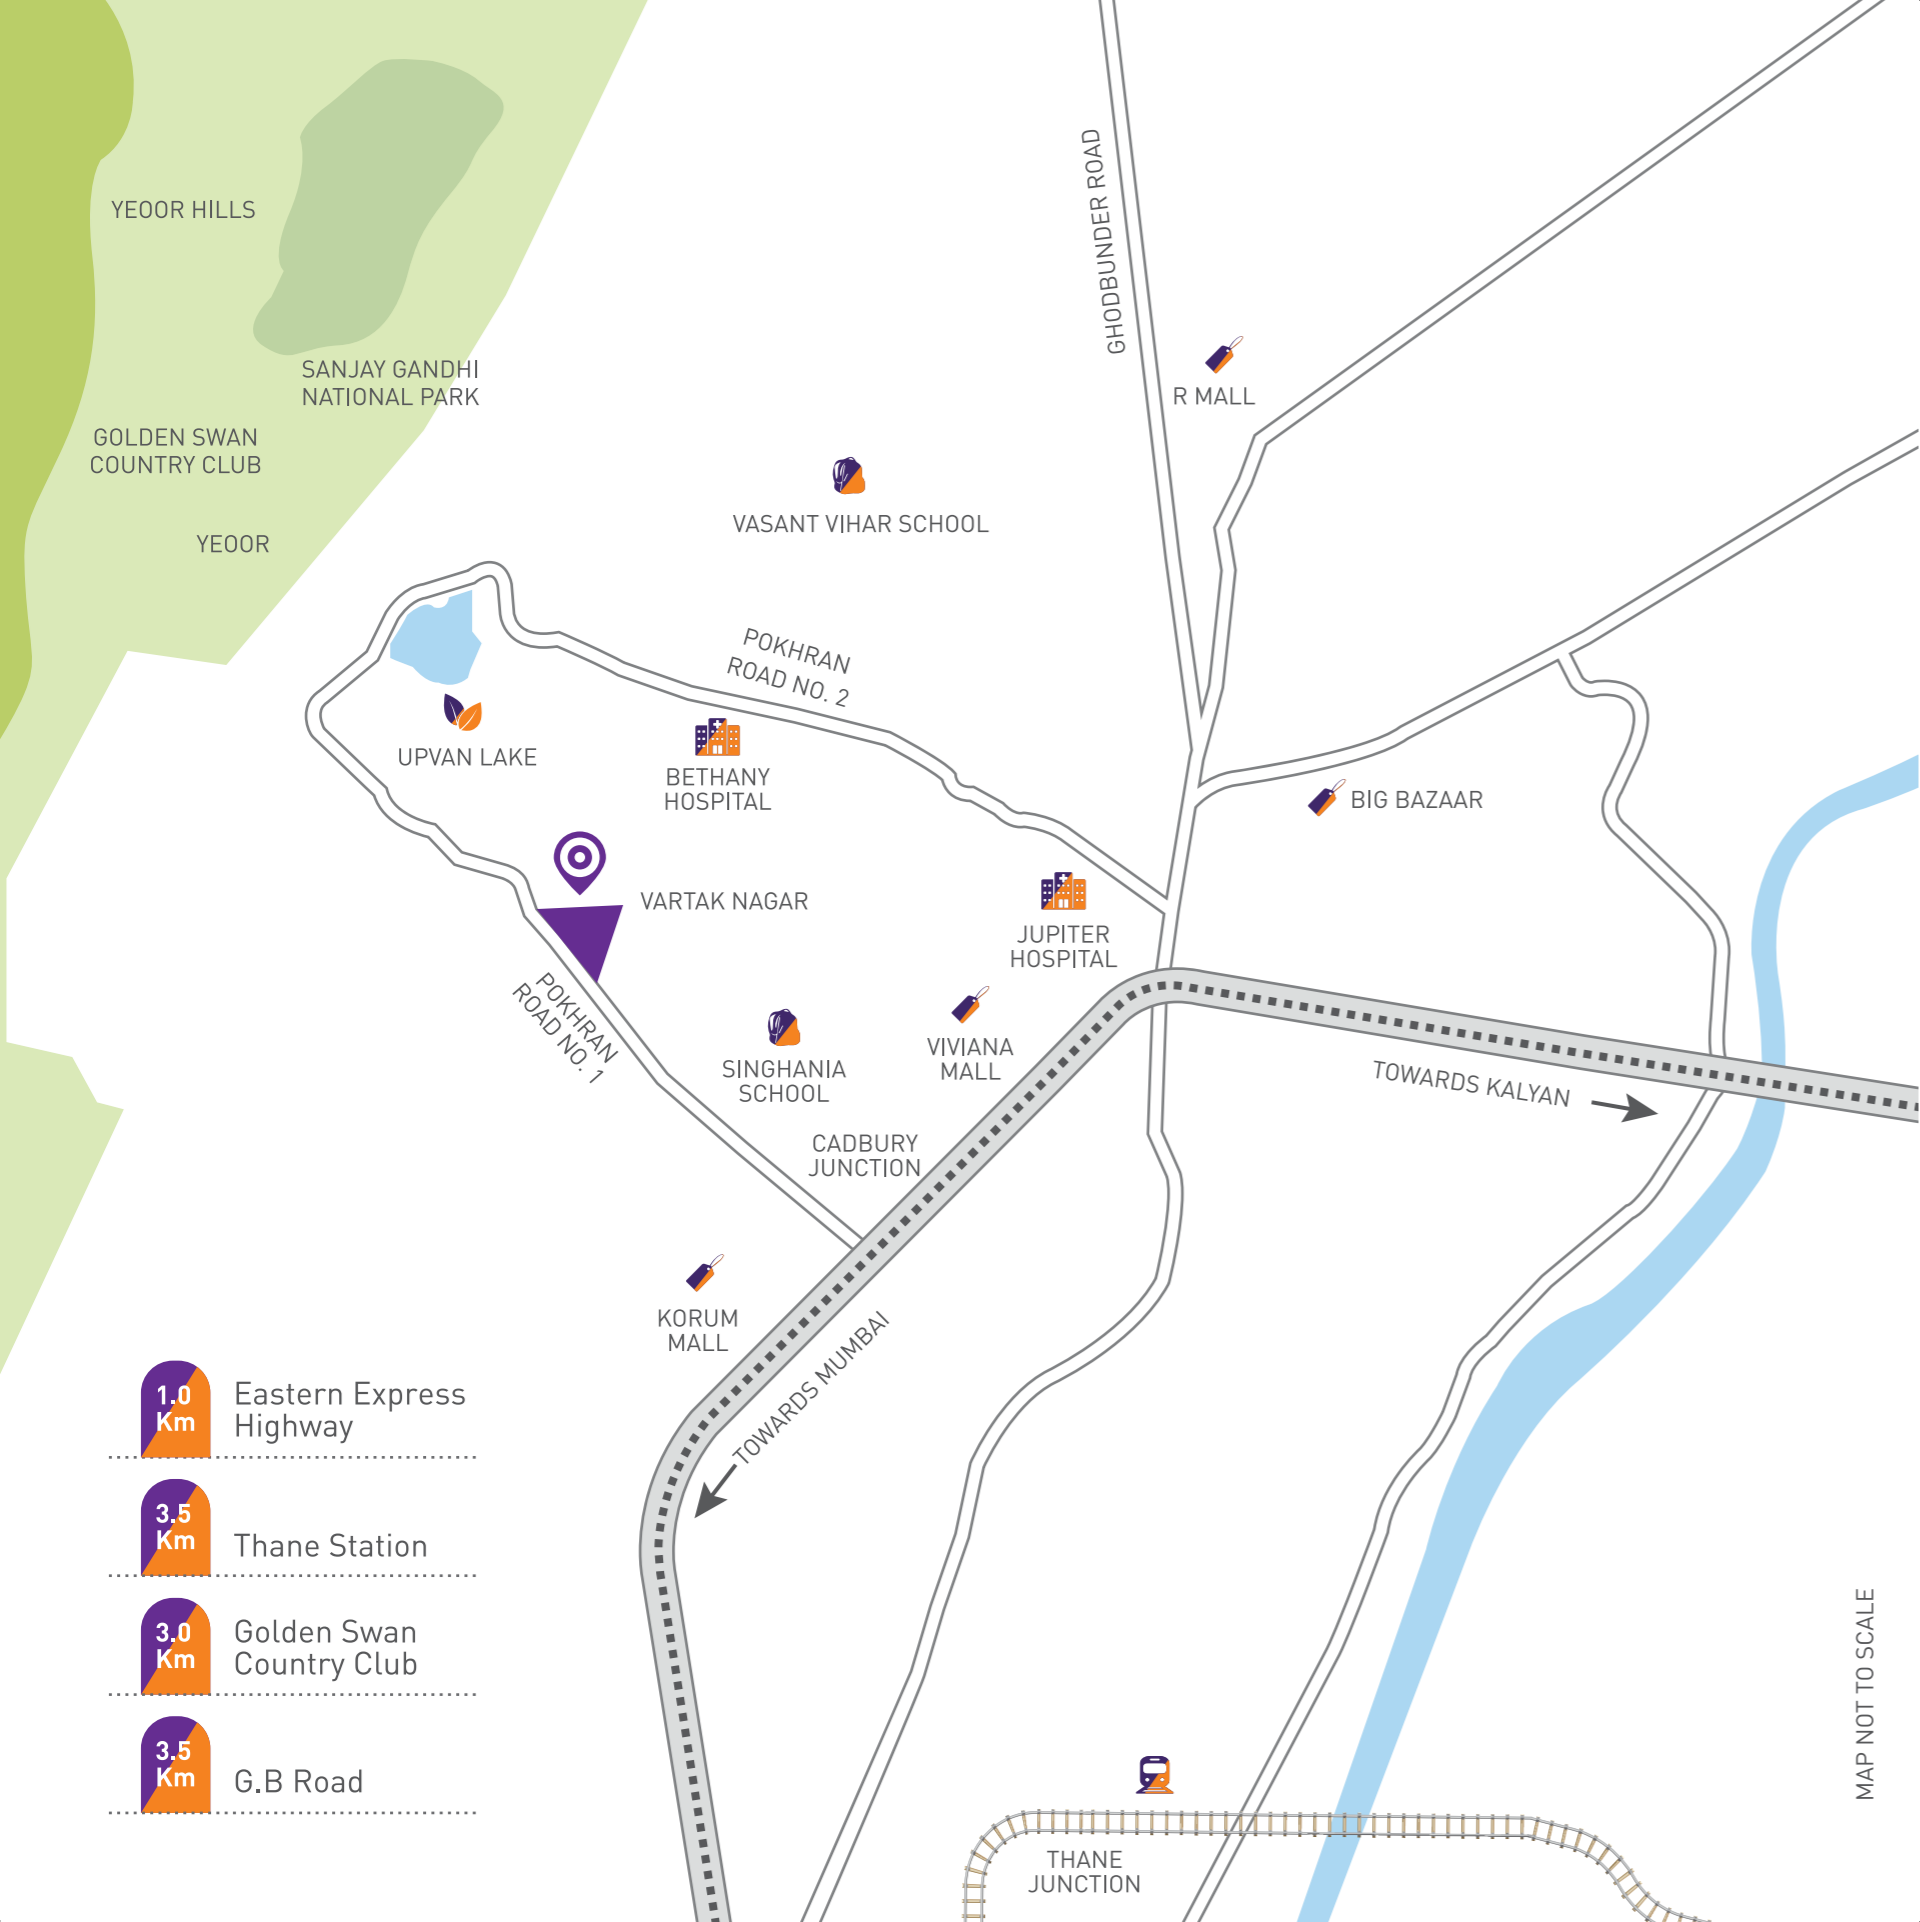 GHODBUNDER ROAD
YEOOR HILLS
SANJAY GANDHI
NATIONAL PARK
R MALL
GOLDEN SWAN
COUNTRY CLUB
VASANT VIHAR SCHOOL
YEOOR
POKHRAN
ROAD NO. 2
UPVAN LAKE
BETHANY
HOSPITAL
BIG BAZAAR
VARTAK NAGAR
JUPITER
HOSPITAL
POKHRAN
ROAD NO. 1
VIVIANA
MALL
SINGHANIA
SCHOOL
TOWARDS KALYAN
CADBURY
JUNCTION
KORUM
MALL
TOWARDS MUMBAI
1.0
Km
Eastern Express
Highway
3.5
Km
Thane Station
3.0
Km
Golden Swan
Country Club
3.5
Km
G.B Road
MAP NOT TO SCALE
THANE
JUNCTION